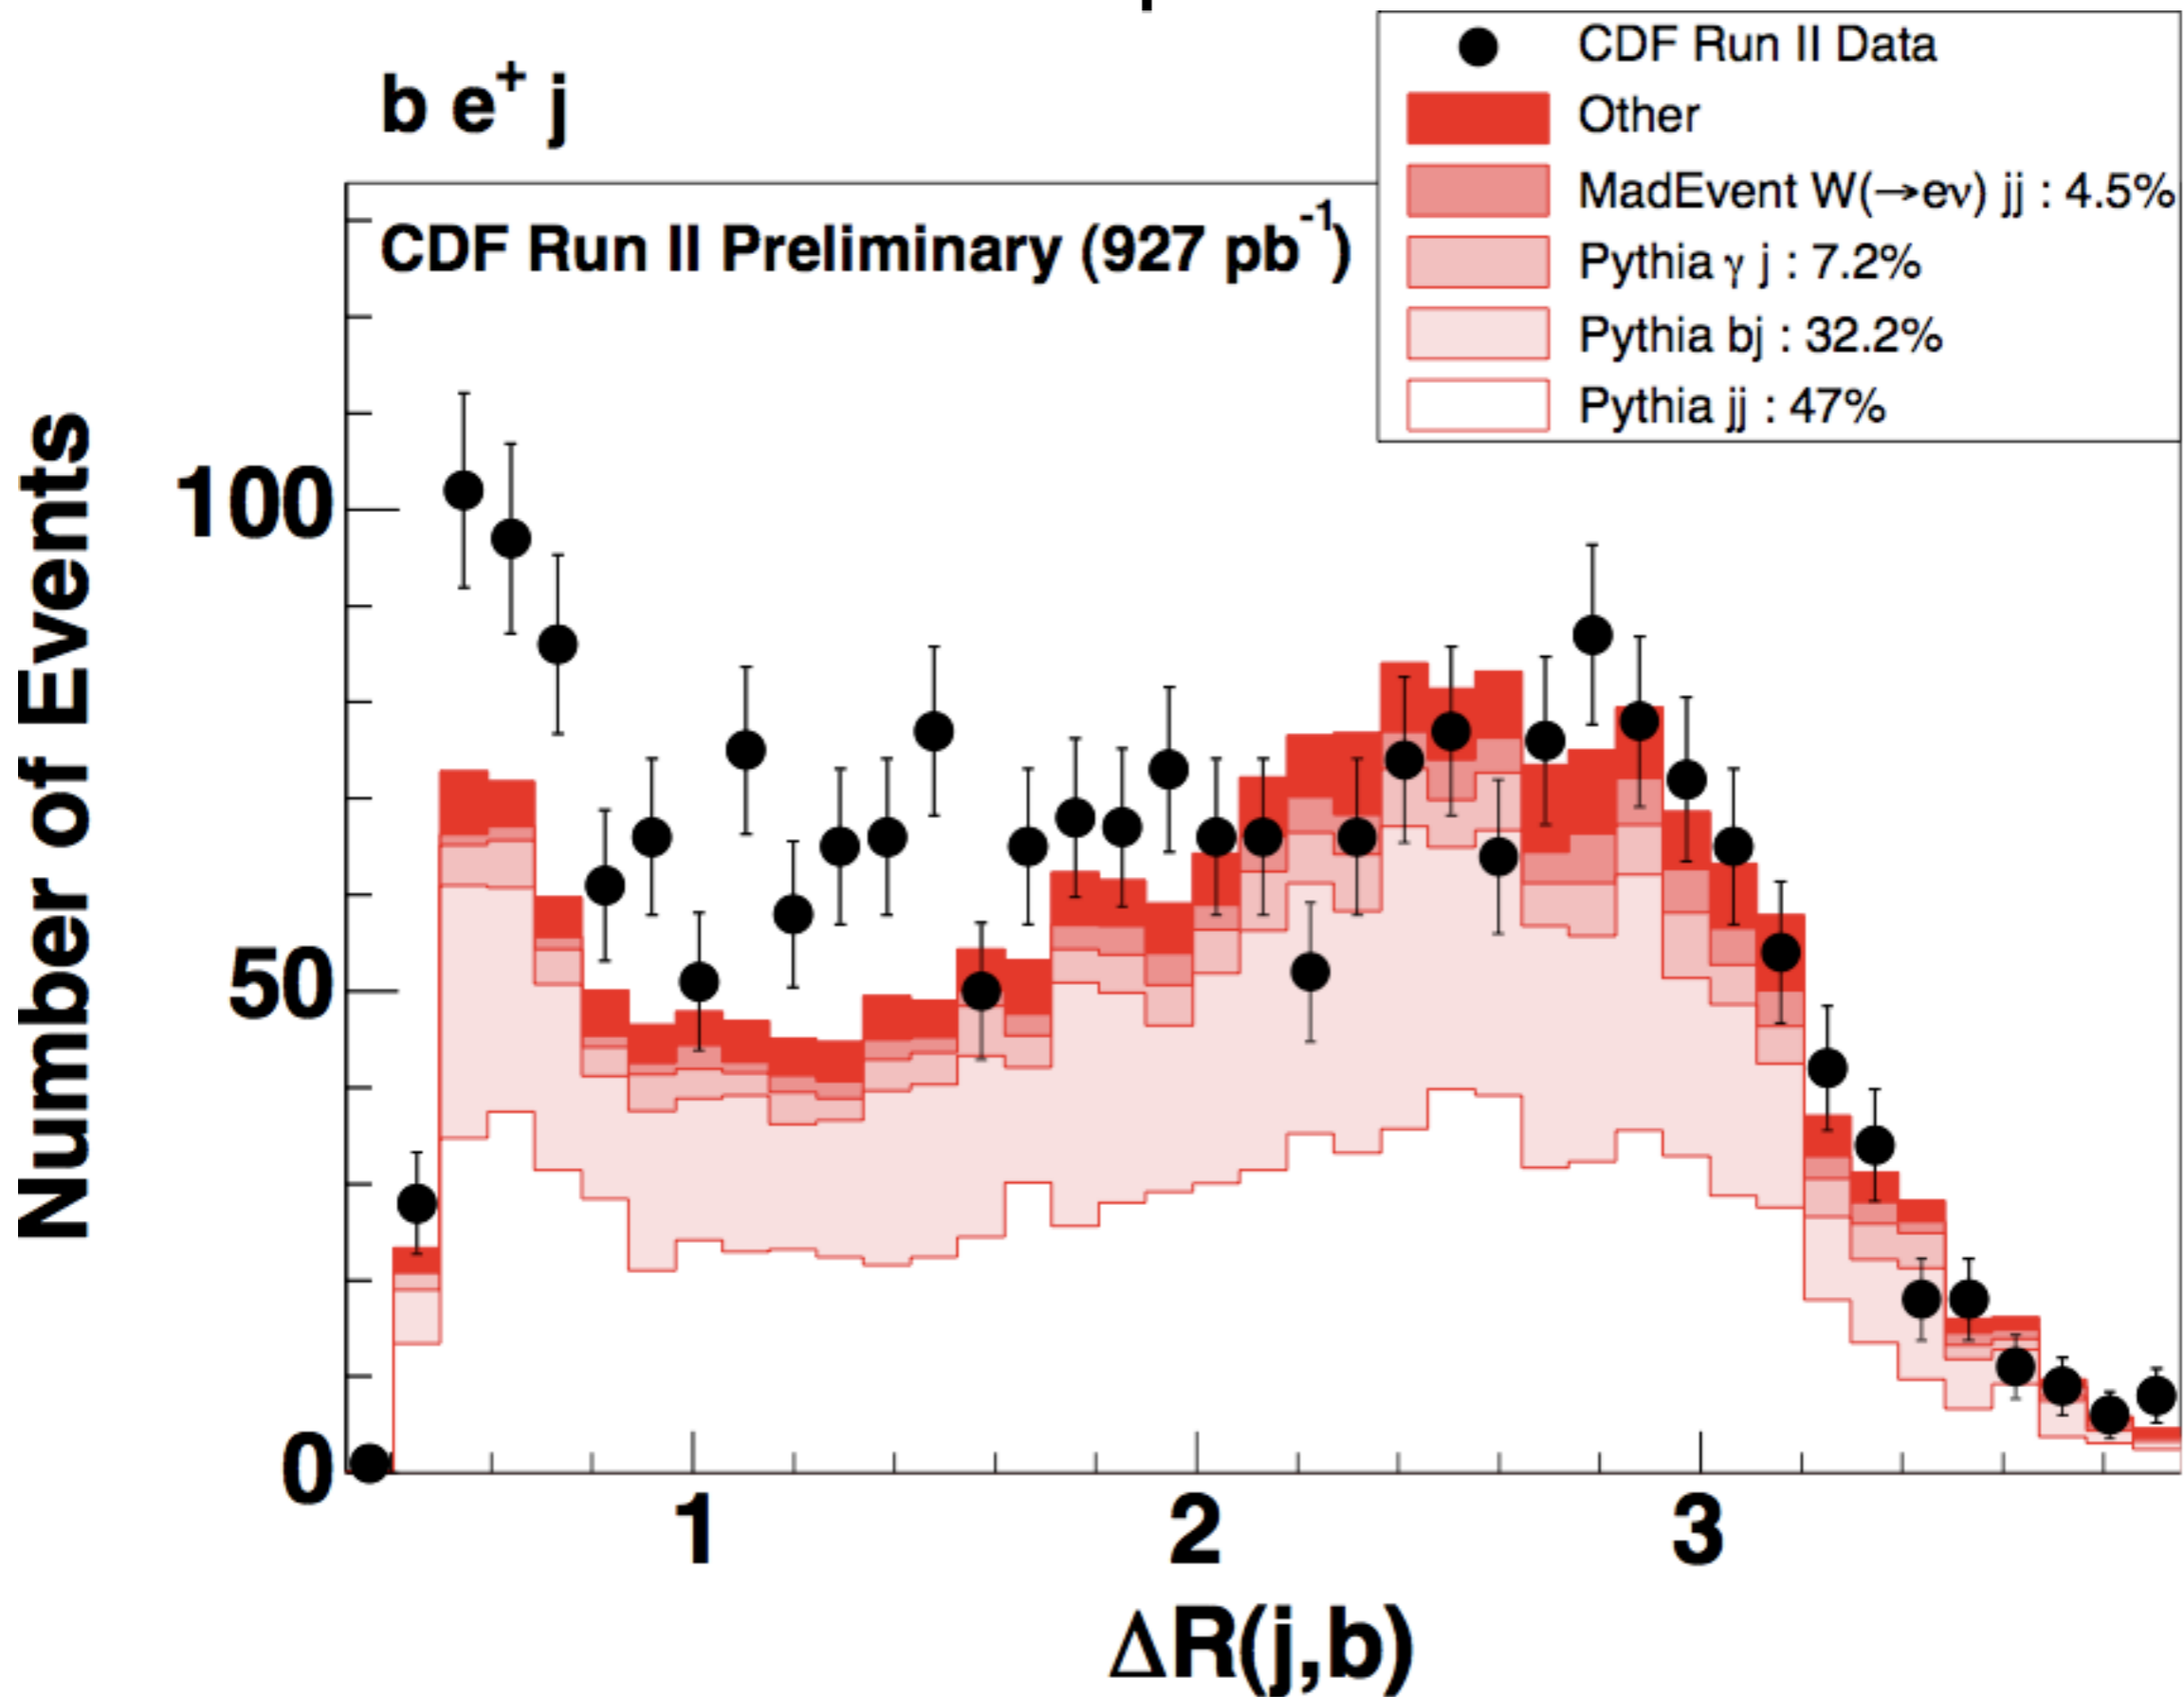 b e+ j
CDF Run II Preliminary (927 pb-1)
CDF Run II Data
Other
MadEvent W(→eν) jj : 4.5%
Pythia γ j : 7.2%
Pythia bj : 32.2%
Pythia jj : 47%
Number of Events
100
50
0
1 2 3
ΔR(j,b)